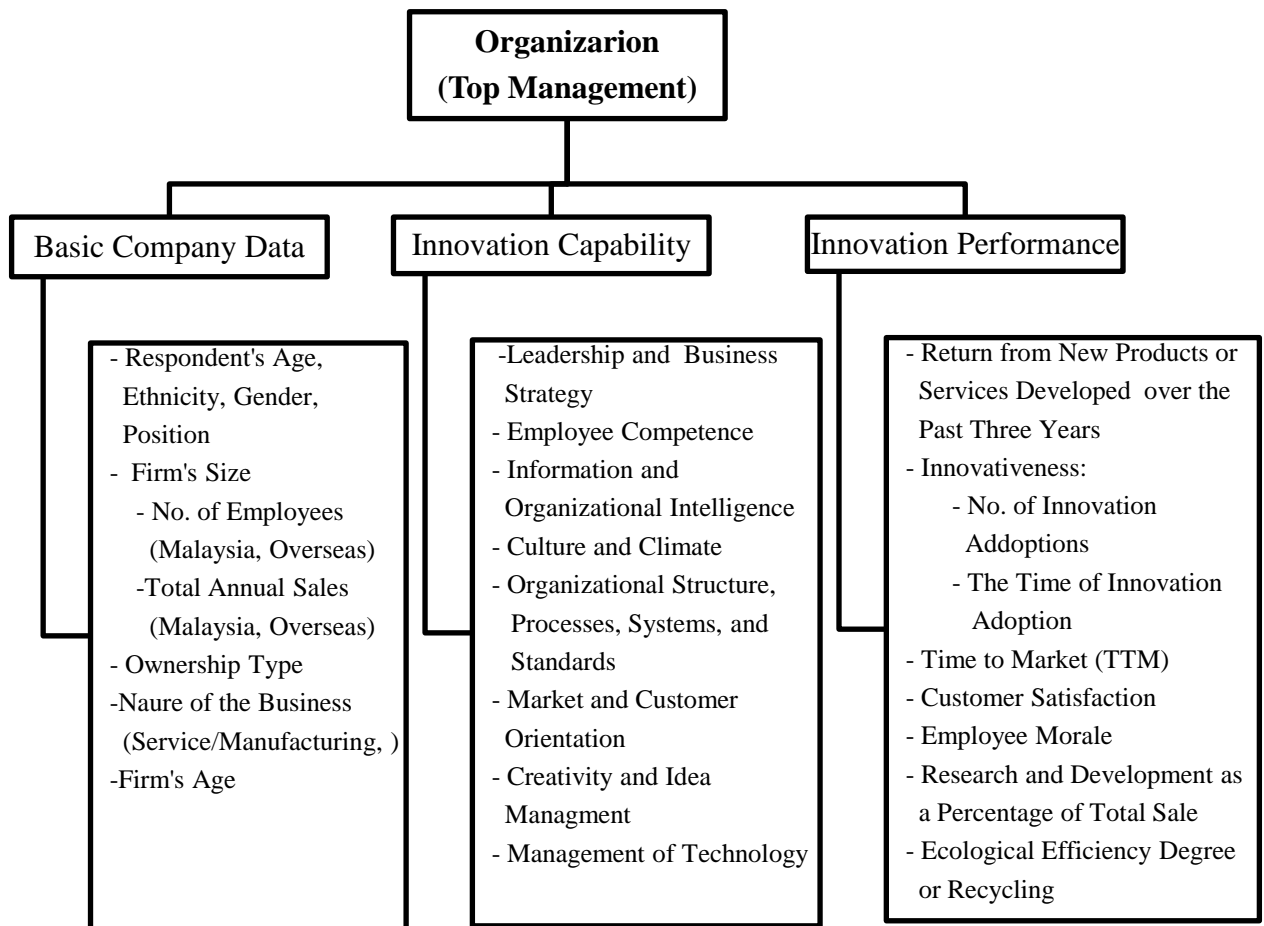 Organizarion
(Top Management)
Basic Company Data
Innovation Capability
Innovation Performance
- Respondent's Age,
Ethnicity, Gender,
Position
- Firm's Size
- No. of Employees
(Malaysia, Overseas)
-Total Annual Sales
(Malaysia, Overseas)
- Ownership Type
-Naure of the Business
(Service/Manufacturing, )
-Firm's Age
-Leadership and Business
Strategy
- Employee Competence
- Information and
Organizational Intelligence
- Culture and Climate
- Organizational Structure,
Processes, Systems, and
Standards
- Market and Customer
Orientation
- Creativity and Idea
Managment
- Management of Technology
- Return from New Products or
Services Developed over the
Past Three Years
- Innovativeness:
- No. of Innovation
Addoptions
- The Time of Innovation
Adoption
- Time to Market (TTM)
- Customer Satisfaction
- Employee Morale
- Research and Development as
a Percentage of Total Sale
- Ecological Efficiency Degree
or Recycling